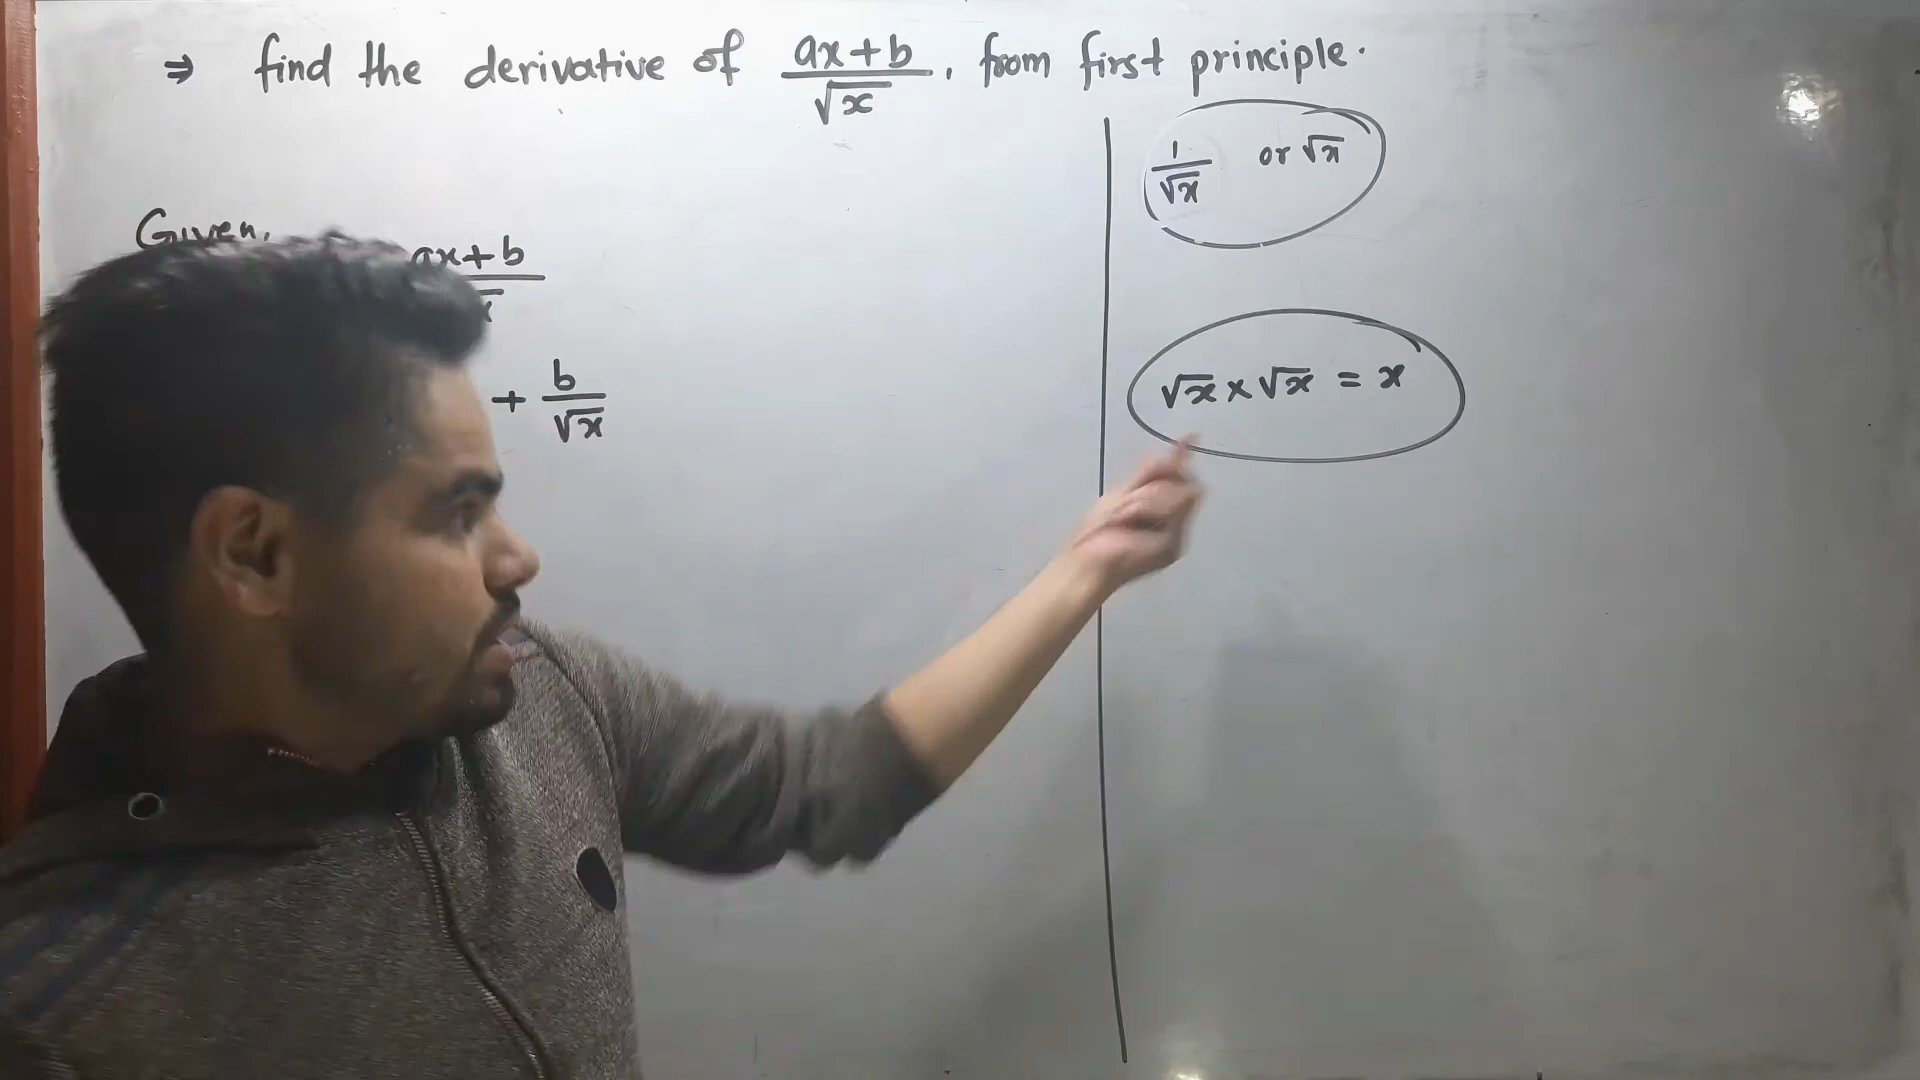 ⇒ find the derivative of (ax+b)/√x, from first principle.
Given,
ax+b
+ b/√x
1/√x or √x
√x × √x = x